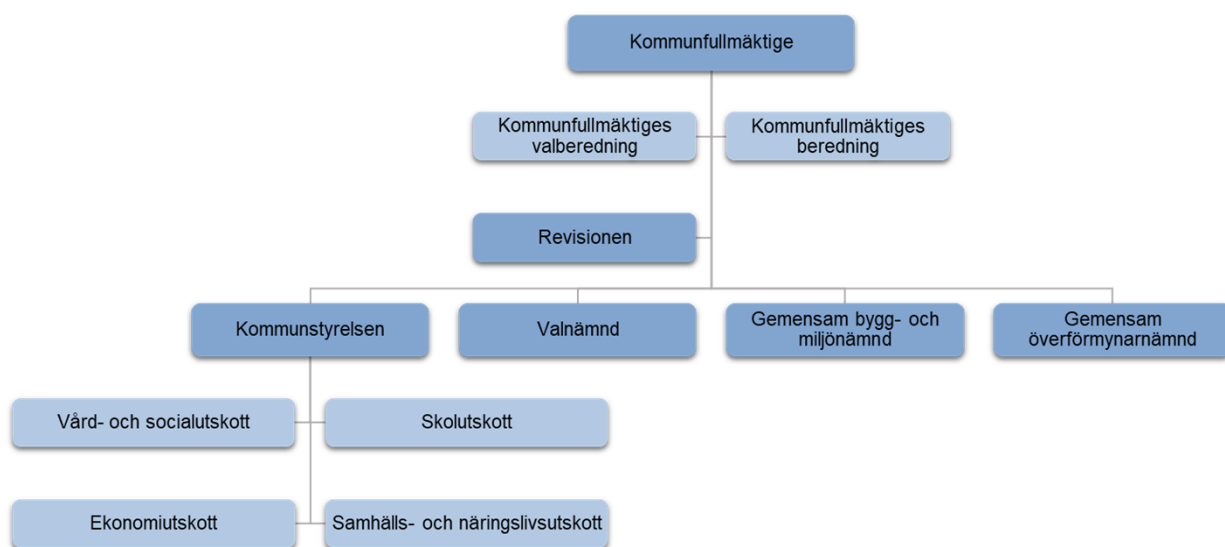 Kommunfullmäktige
Kommunfullmäktiges
valberedning
Kommunfullmäktiges
beredning
Revisionen
Kommunstyrelsen
Valnämnd
Gemensam bygg- och
miljönämnd
Gemensam
överförmynarnämnd
Vård- och socialutskott
Skolutskott
Ekonomiutskott
Samhälls- och näringslivsutskott